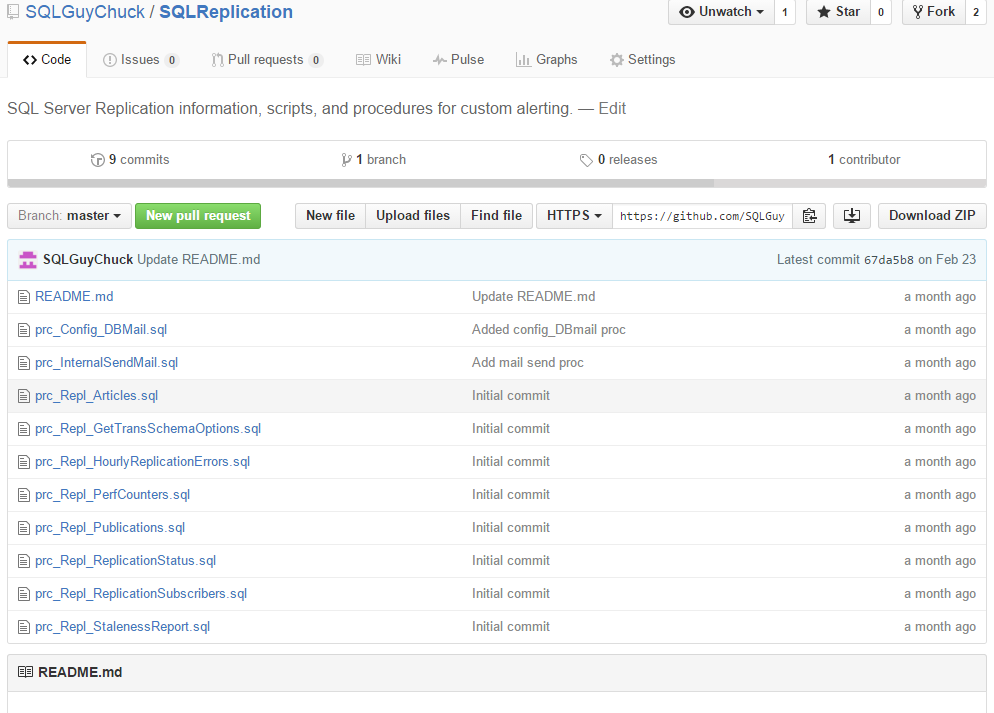 SQLGuyChuck / SQLReplication
Unwatch 1 Star 0 Fork 2
Code Issues 0 Pull requests 0 Wiki Pulse Graphs Settings
SQL Server Replication information, scripts, and procedures for custom alerting. — Edit
9 commits 1 branch 0 releases 1 contributor
Branch: master New pull request New file Upload files Find file HTTPS https://github.com/SQLGuy Download ZIP
SQLGuyChuck Update README.md Latest commit 67da5b8 on Feb 23
README.md Update README.md a month ago
prc_Config_DBMail.sql Added config_DBmail proc a month ago
prc_InternalSendMail.sql Add mail send proc a month ago
prc_Repl_Articles.sql Initial commit a month ago
prc_Repl_GetTransSchemaOptions.sql Initial commit a month ago
prc_Repl_HourlyReplicationErrors.sql Initial commit a month ago
prc_Repl_PerfCounters.sql Initial commit a month ago
prc_Repl_Publications.sql Initial commit a month ago
prc_Repl_ReplicationStatus.sql Initial commit a month ago
prc_Repl_ReplicationSubscribers.sql Initial commit a month ago
prc_Repl_StalenessReport.sql Initial commit a month ago
README.md